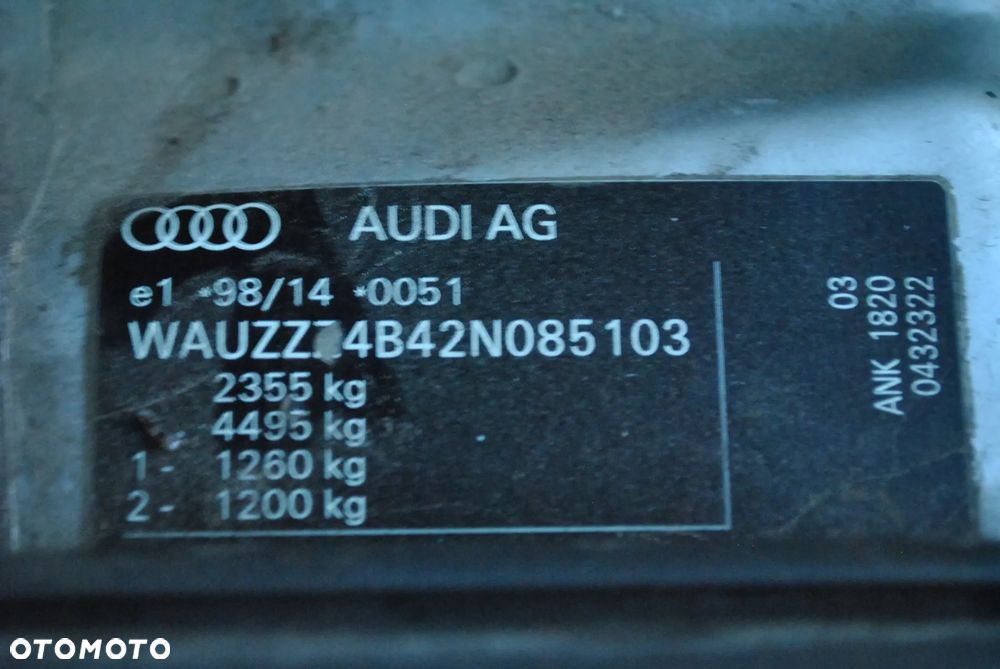 AUDI AG
e1 *98/14 *0051
WAUZZZ4B42N085103
2355 kg
4495 kg
1 - 1260 kg
2 - 1200 kg
03
ANK 1820
0432322
OTOMOTO